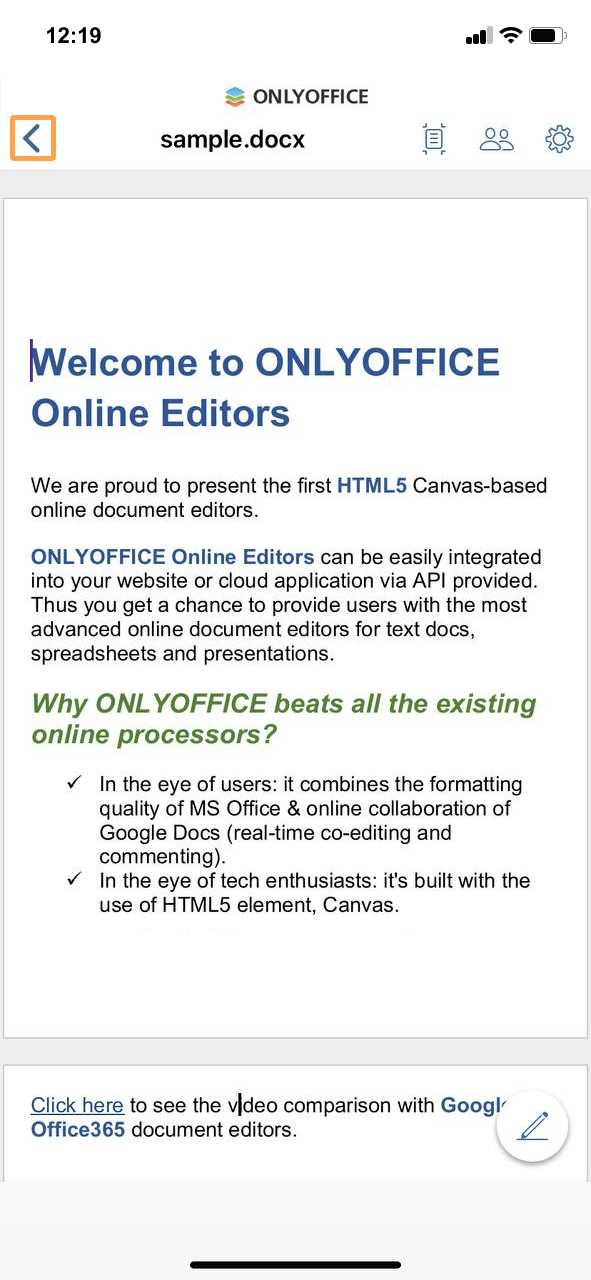 12:19
ONLYOFFICE
sample.docx
Welcome to ONLYOFFICE
Online Editors
We are proud to present the first HTML5 Canvas-based
online document editors.
ONLYOFFICE Online Editors can be easily integrated
into your website or cloud application via API provided.
Thus you get a chance to provide users with the most
advanced online document editors for text docs,
spreadsheets and presentations.
Why ONLYOFFICE beats all the existing
online processors?
✓ In the eye of users: it combines the formatting
quality of MS Office & online collaboration of
Google Docs (real-time co-editing and
commenting).
✓ In the eye of tech enthusiasts: it's built with the
use of HTML5 element, Canvas.
Click here to see the video comparison with
Office365 document editors.